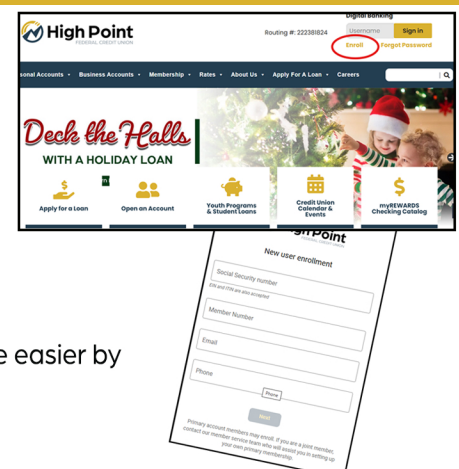 High Point
FEDERAL CREDIT UNION
Routing #: 222381824
Digital Banking
Username
Sign in
Enroll
Forgot Password
sonal Accounts
Business Accounts
Membership
Rates
About Us
Apply For A Loan
Careers
Deck the Halls
WITH A HOLIDAY LOAN
Apply for a Loan
Open an Account
Youth Programs
& Student Loans
Credit Union
Calendar &
Events
myREWARDS
Checking Catalog
gh Point
FEDERAL CREDIT UNION
New user enrollment
Social Security number
EIN and ITIN are also accepted
Member Number
Email
Phone
Phone
Next
Primary account members may enroll. If you are a joint member,
contact our member service team who will assist you in setting up
your own primary membership.
e easier by